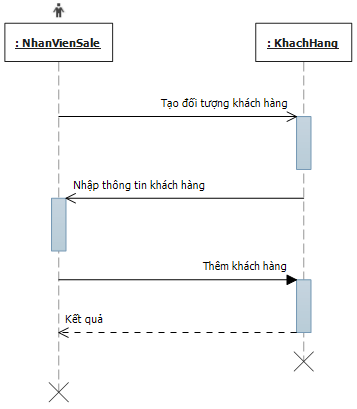 : NhanVienSale
: KhachHang
Tạo đối tượng khách hàng
Nhập thông tin khách hàng
Thêm khách hàng
Kết quả